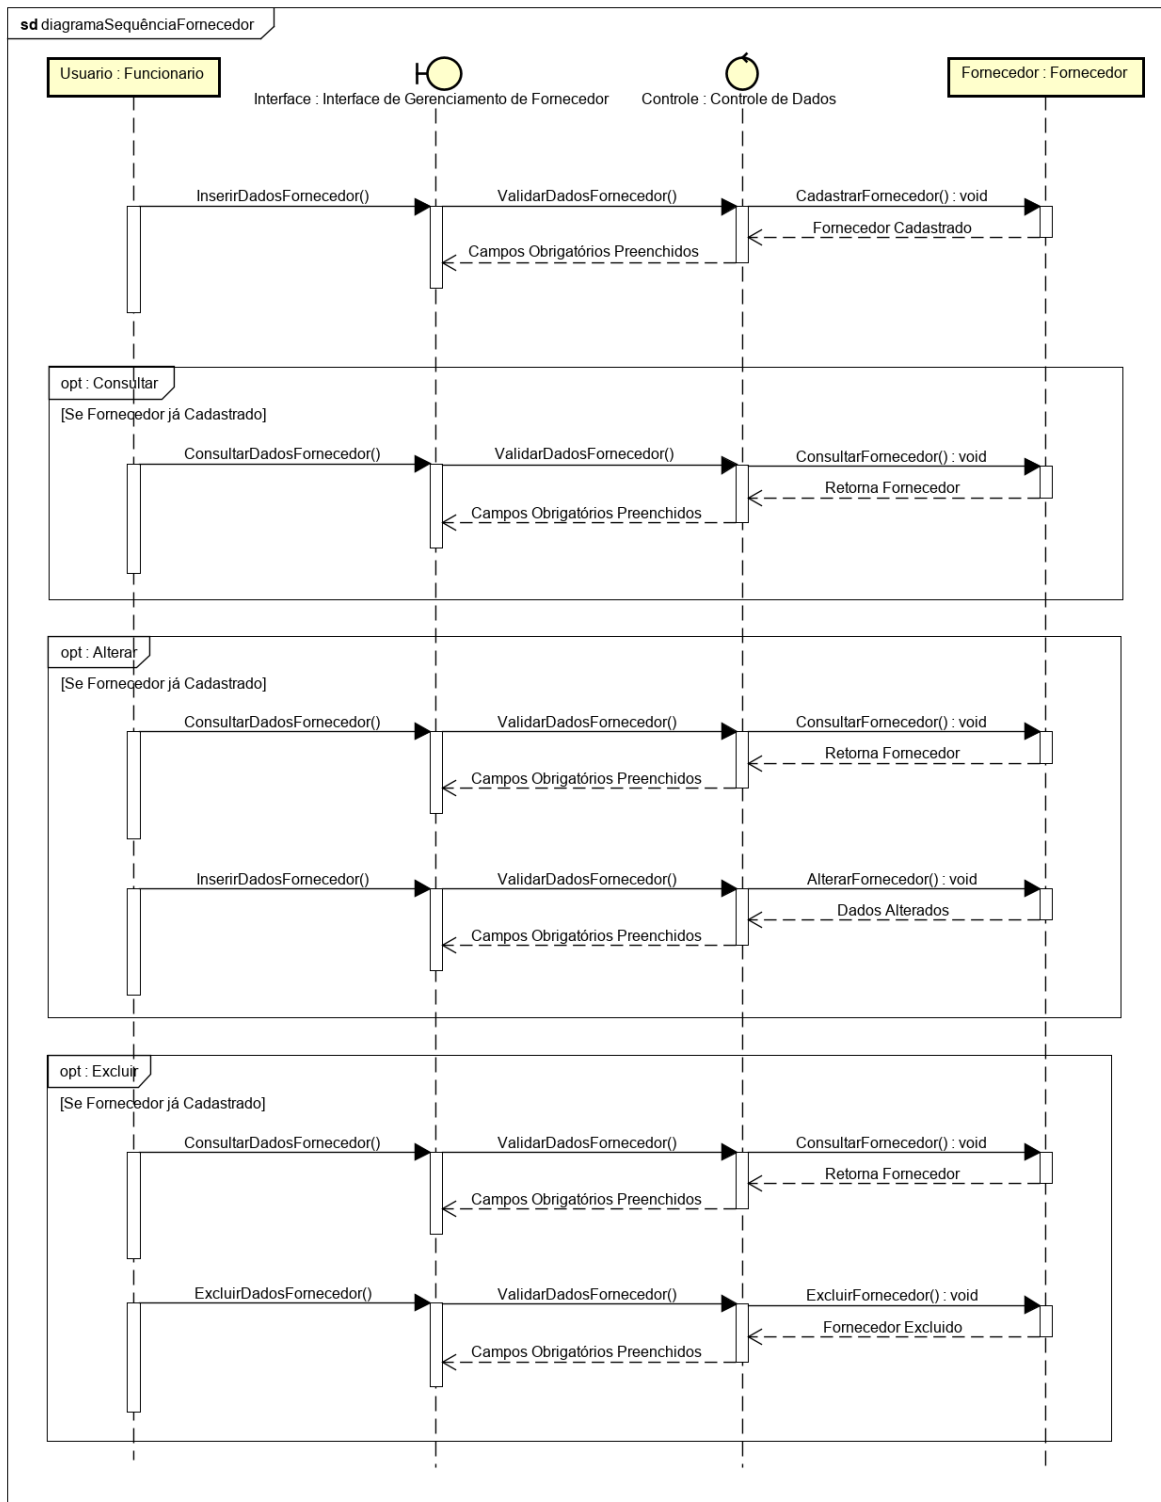 sd diagramaSequênciaFornecedor
Usuario : Funcionario
Interface : Interface de Gerenciamento de Fornecedor
Controle : Controle de Dados
Fornecedor : Fornecedor
InserirDadosFornecedor()
ValidarDadosFornecedor()
CadastrarFornecedor() : void
Fornecedor Cadastrado
Campos Obrigatórios Preenchidos
opt : Consultar
[Se Fornecedor já Cadastrado]
ConsultarDadosFornecedor()
ValidarDadosFornecedor()
ConsultarFornecedor() : void
Retorna Fornecedor
Campos Obrigatórios Preenchidos
opt : Alterar
[Se Fornecedor já Cadastrado]
ConsultarDadosFornecedor()
ValidarDadosFornecedor()
ConsultarFornecedor() : void
Retorna Fornecedor
Campos Obrigatórios Preenchidos
InserirDadosFornecedor()
ValidarDadosFornecedor()
AlterarFornecedor() : void
Dados Alterados
Campos Obrigatórios Preenchidos
opt : Excluir
[Se Fornecedor já Cadastrado]
ConsultarDadosFornecedor()
ValidarDadosFornecedor()
ConsultarFornecedor() : void
Retorna Fornecedor
Campos Obrigatórios Preenchidos
ExcluirDadosFornecedor()
ValidarDadosFornecedor()
ExcluirFornecedor() : void
Fornecedor Excluido
Campos Obrigatórios Preenchidos